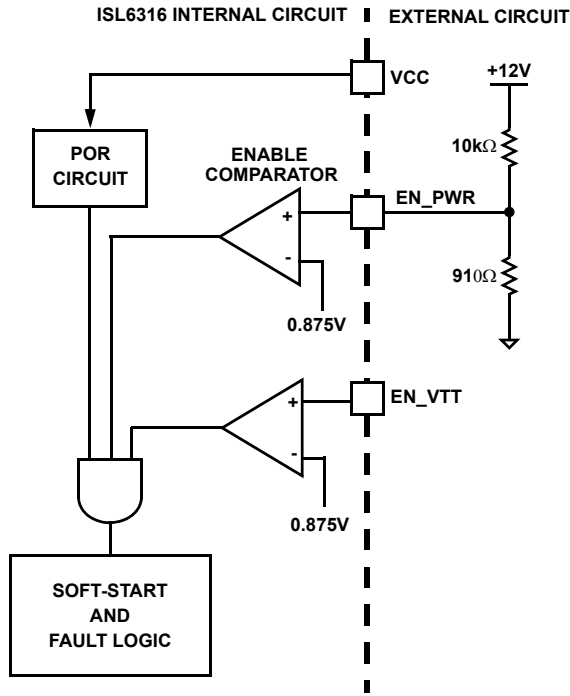 ISL6316 INTERNAL CIRCUIT
EXTERNAL CIRCUIT
VCC
+12V
POR
CIRCUIT
10kΩ
ENABLE
COMPARATOR
EN_PWR
+
-
910Ω
0.875V
EN_VTT
+
-
0.875V
SOFT-START
AND
FAULT LOGIC